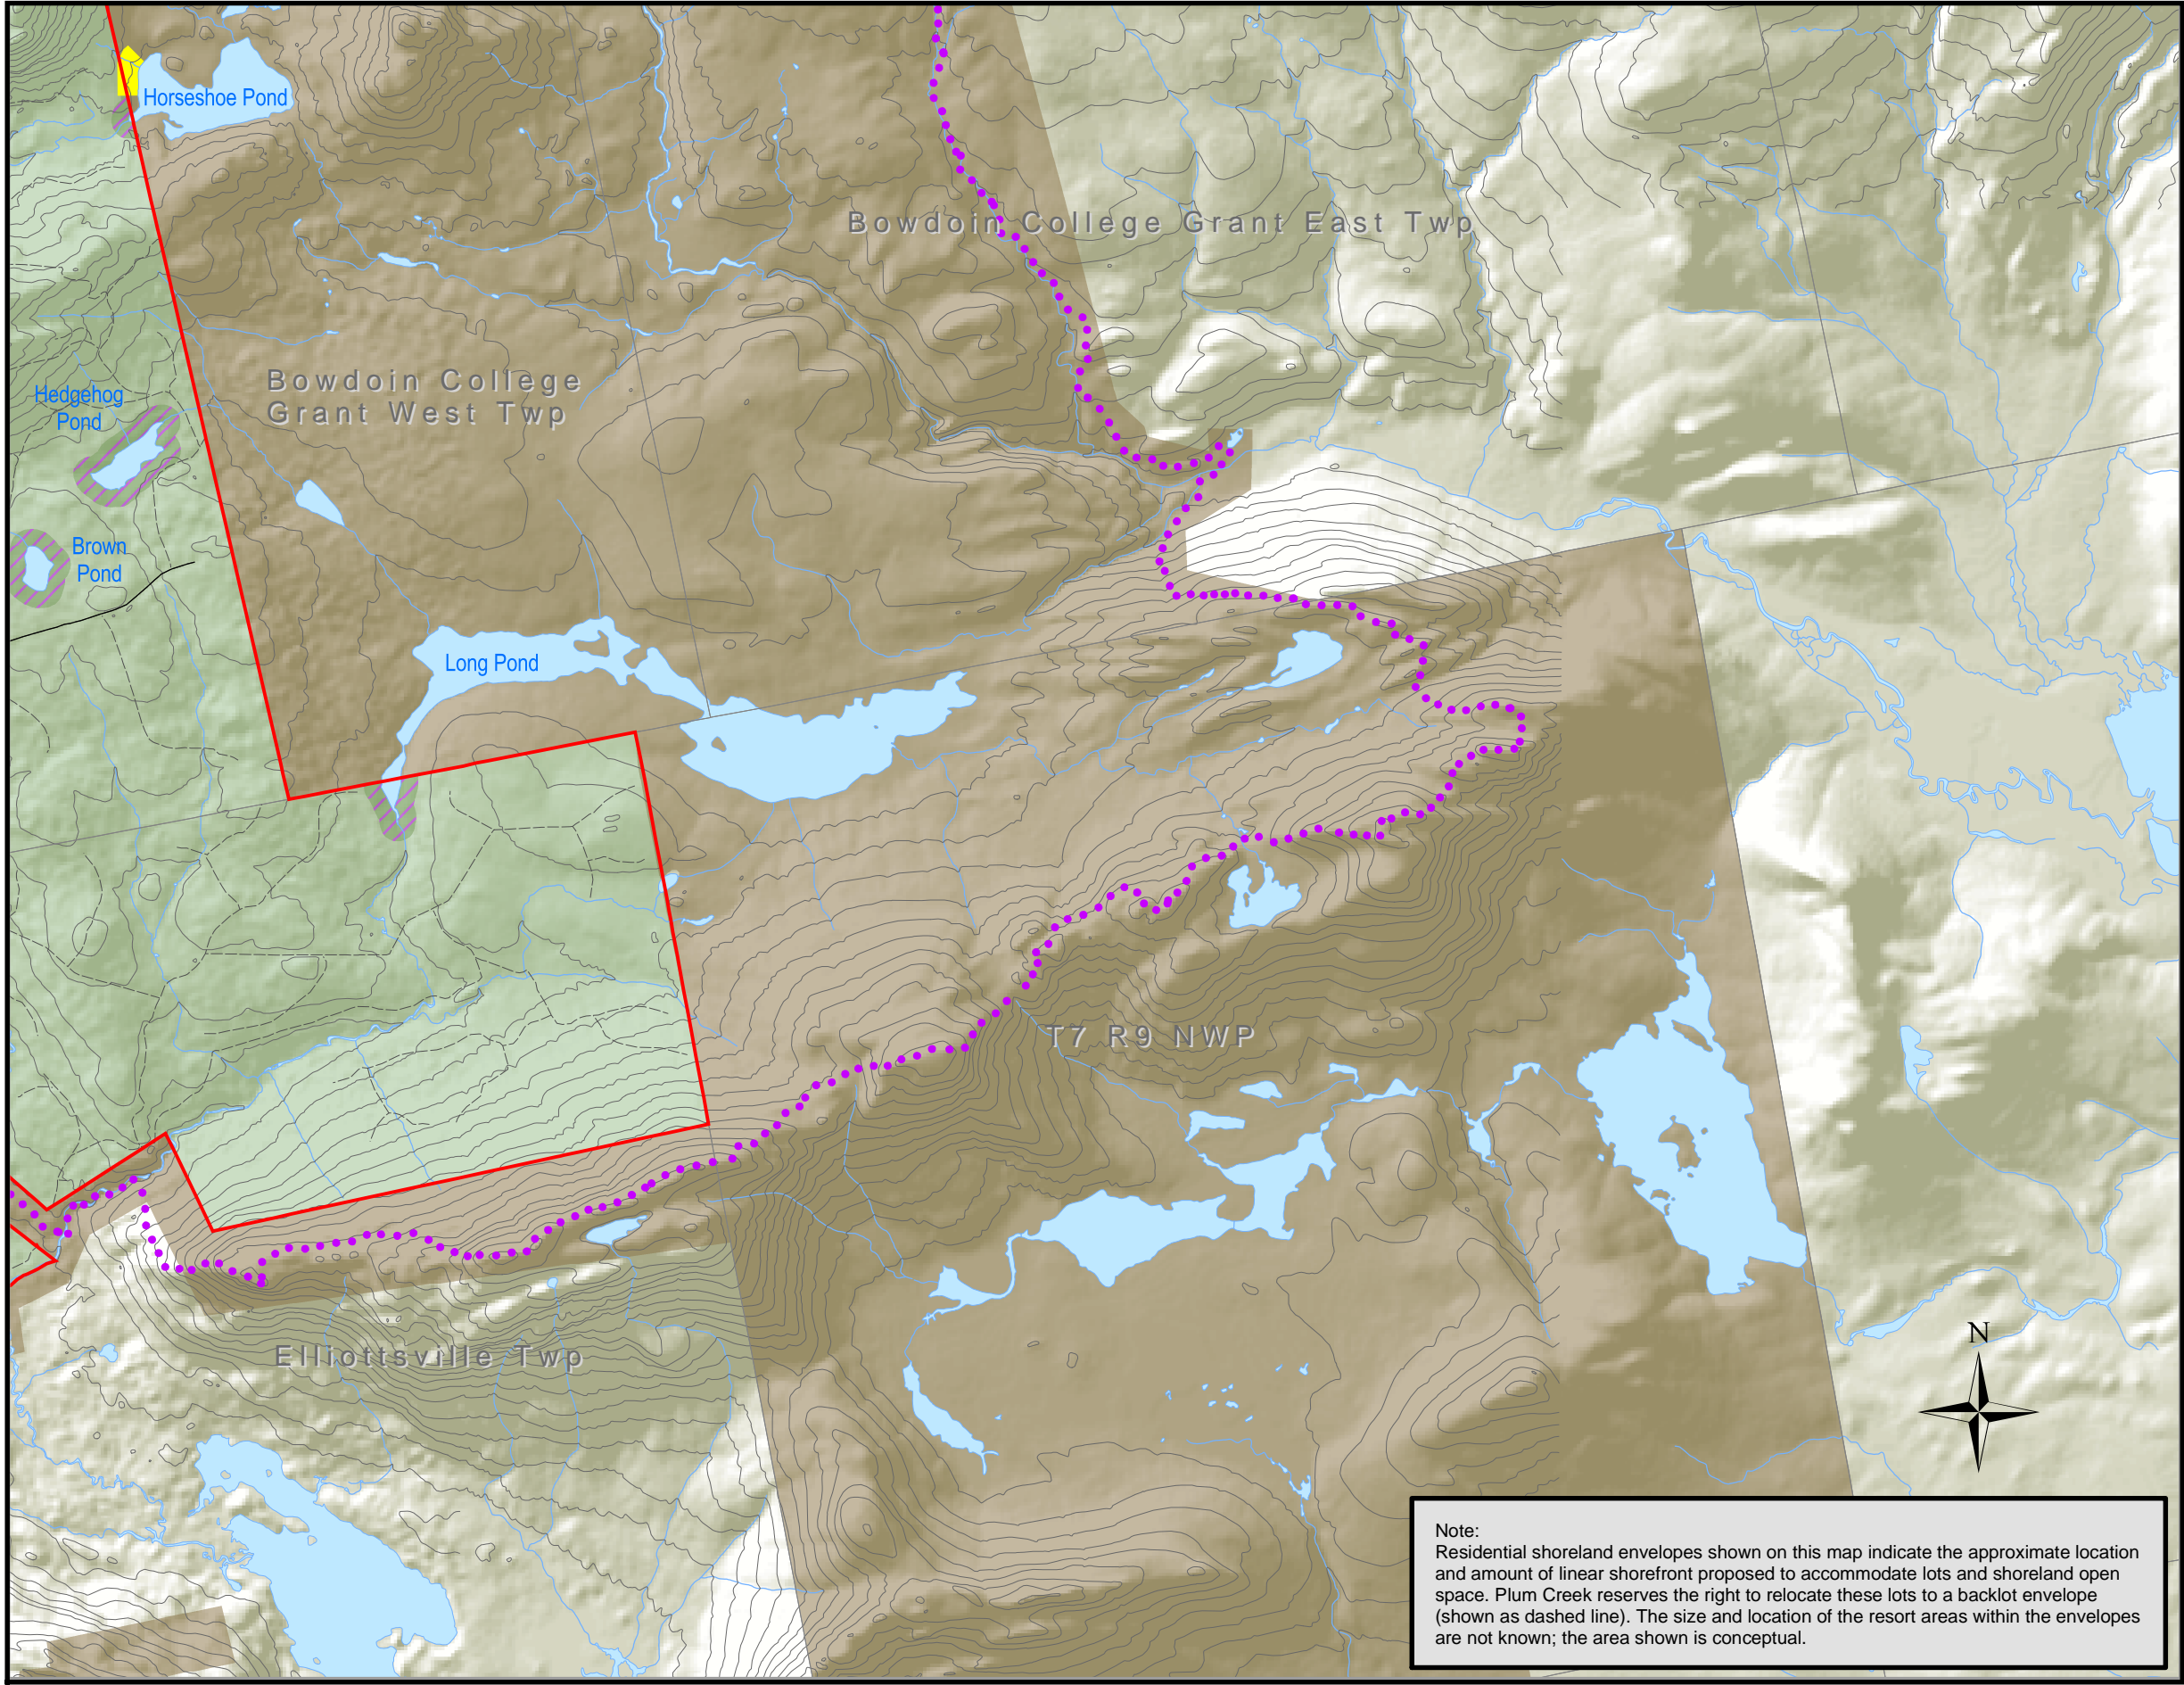 Horseshoe Pond
Bowdoin College Grant East Twp
Bowdoin College
Grant West Twp
Hedgehog
Pond
Brown
Pond
Long Pond
T7 R9 NWP
Elliottsville Twp
N
Note:
Residential shoreland envelopes shown on this map indicate the approximate location
and amount of linear shorefront proposed to accommodate lots and shoreland open
space. Plum Creek reserves the right to relocate these lots to a backlot envelope
(shown as dashed line). The size and location of the resort areas within the envelopes
are not known; the area shown is conceptual.